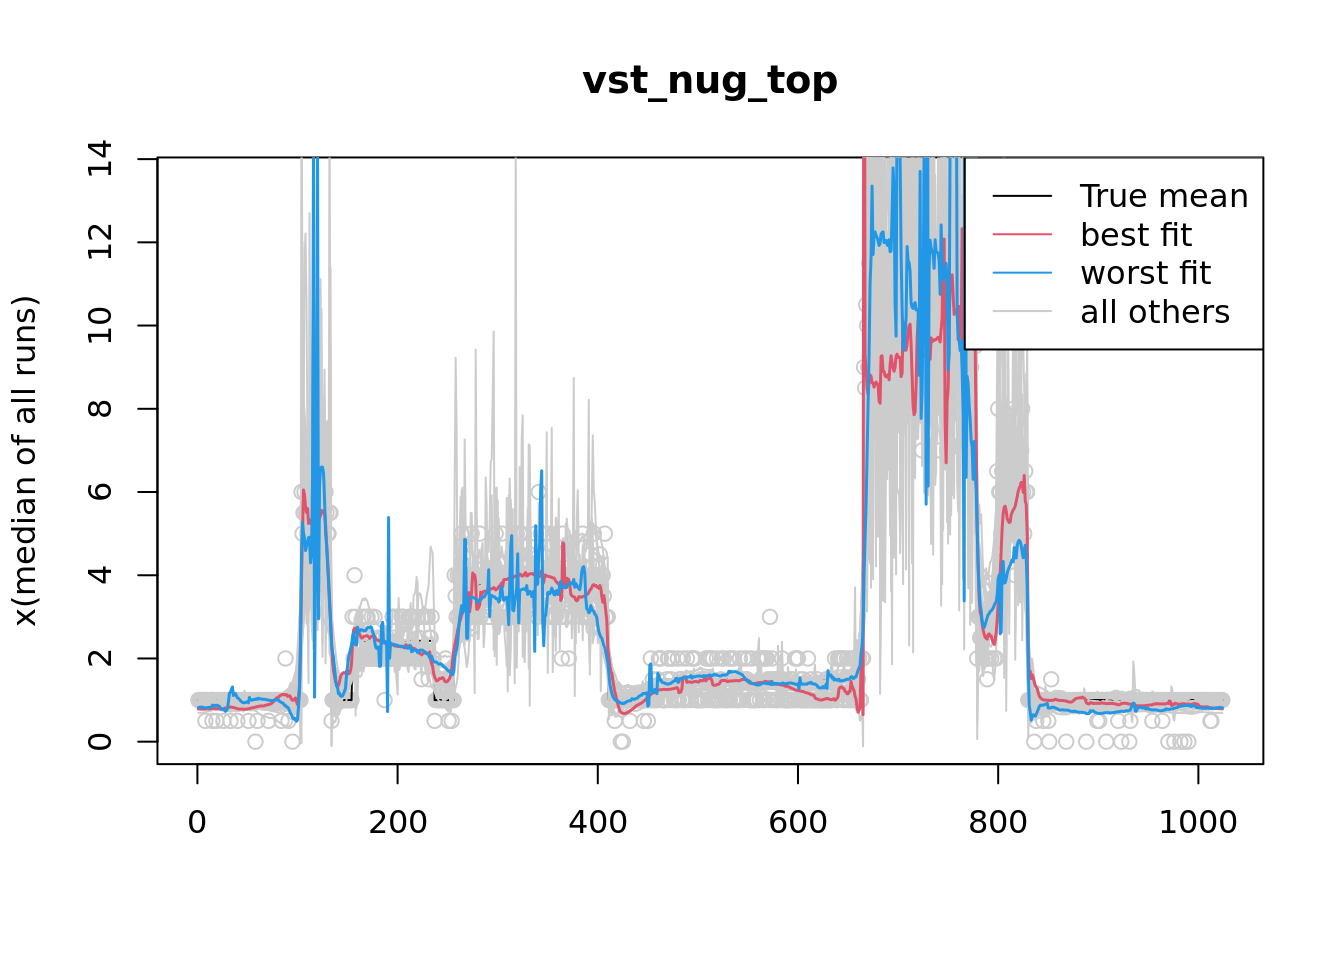 vst_nug_top
x(median of all runs)
14
12
10
8
6
4
2
0
True mean
best fit
worst fit
all others
0 200 400 600 800 1000